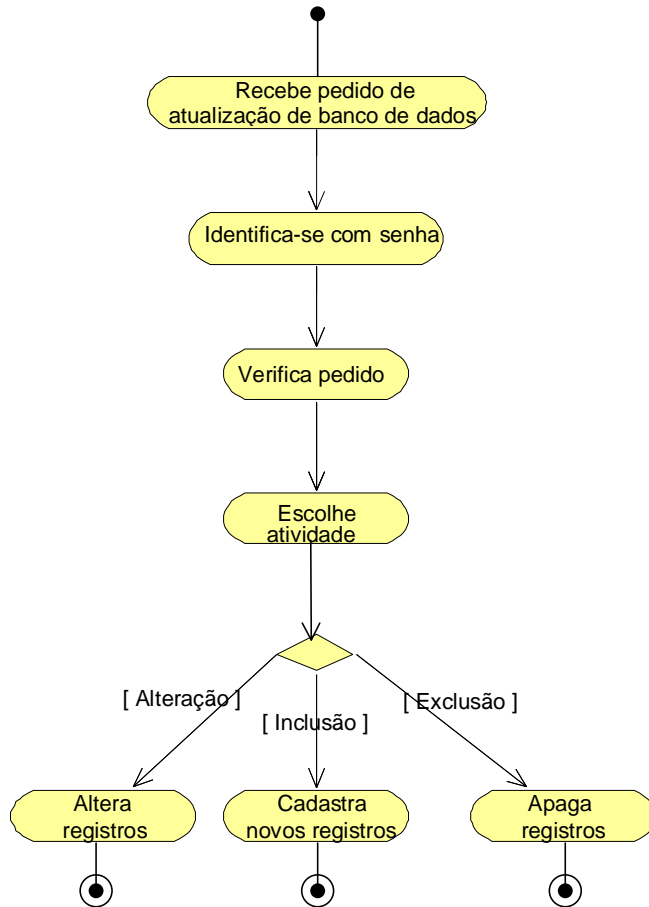 Recebe pedido de
atualização de banco de dados
Identifica-se com senha
Verifica pedido
Escolhe
atividade
[ Alteração ]
[ Inclusão ]
[ Exclusão ]
Altera
registros
Cadastra
novos registros
Apaga
registros